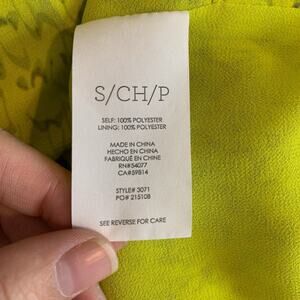 S/CH/P
SELF: 100% POLYESTER
LINING: 100% POLYESTER
MADE IN CHINA
HECHO EN CHINA
FABRIQUÉ EN CHINE
RN#54077
CA#59814
STYLE# 3071
PO# 215108
SEE REVERSE FOR CARE